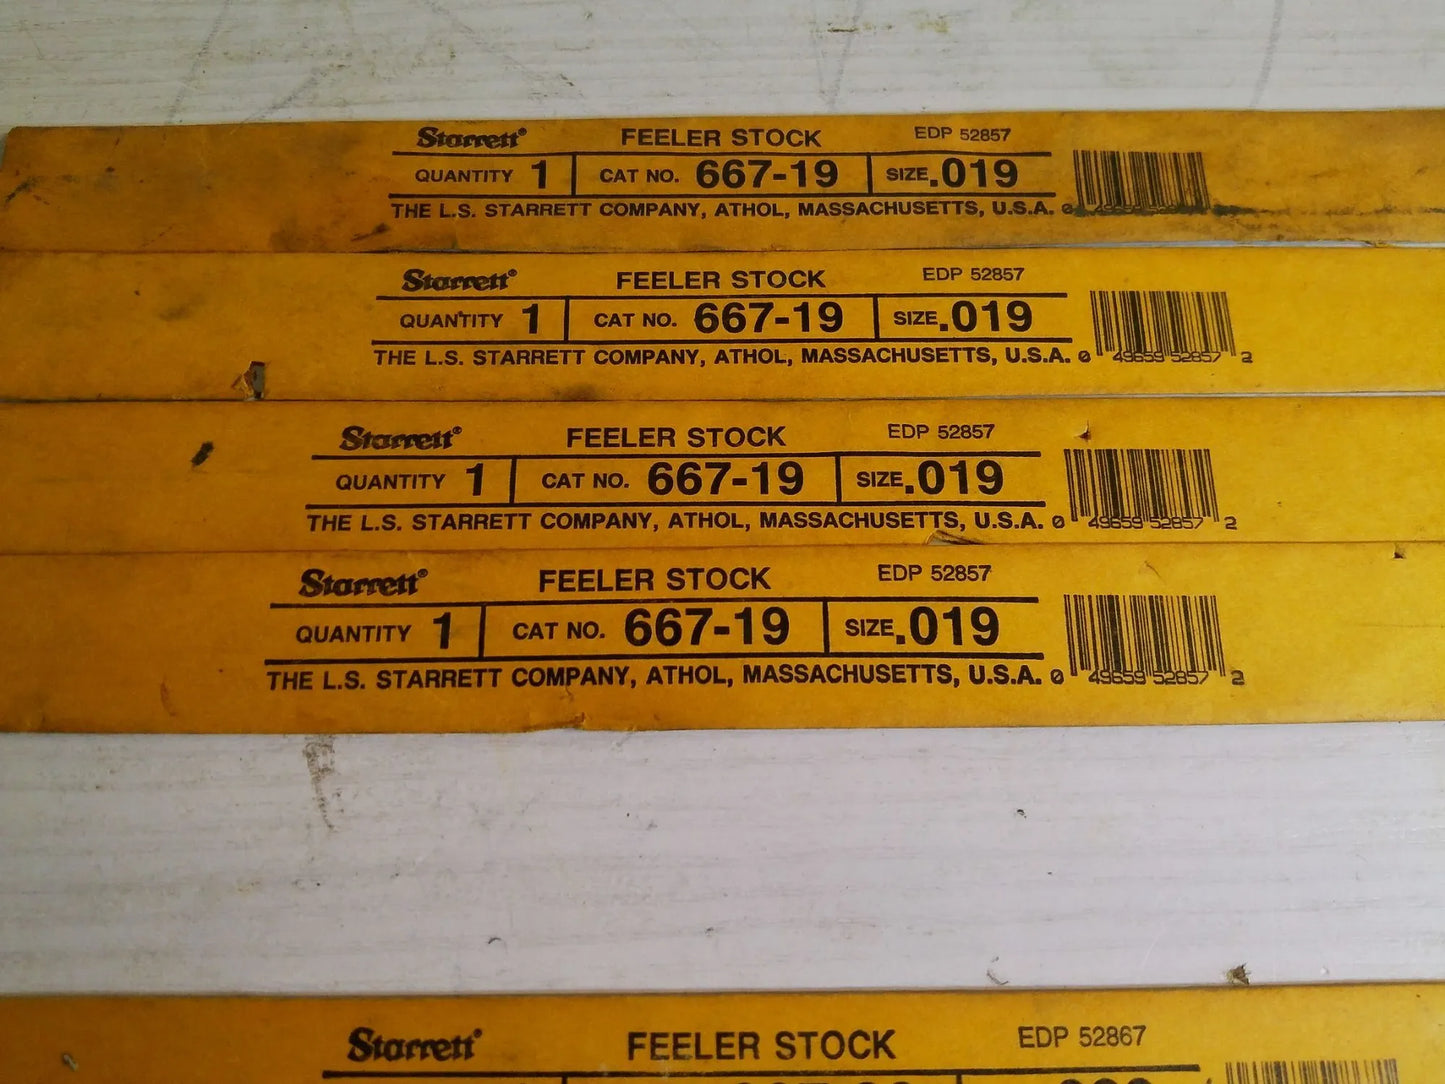 Starrett® FEELER STOCK EDP 52857
QUANTITY 1 CAT NO. 667-19 SIZE .019
THE L.S. STARRETT COMPANY, ATHOL, MASSACHUSETTS, U.S.A. 0 49659 52857
Starrett® FEELER STOCK EDP 52857
QUANTITY 1 CAT NO. 667-19 SIZE .019
THE L.S. STARRETT COMPANY, ATHOL, MASSACHUSETTS, U.S.A. 0 49659 52857 2
Starrett® FEELER STOCK EDP 52857
QUANTITY 1 CAT NO. 667-19 SIZE .019
THE L.S. STARRETT COMPANY, ATHOL, MASSACHUSETTS, U.S.A. 0 49659 52857 2
Starrett® FEELER STOCK EDP 52857
QUANTITY 1 CAT NO. 667-19 SIZE .019
THE L.S. STARRETT COMPANY, ATHOL, MASSACHUSETTS, U.S.A. 0 49659 52857 2
Starrett® FEELER STOCK EDP 52867